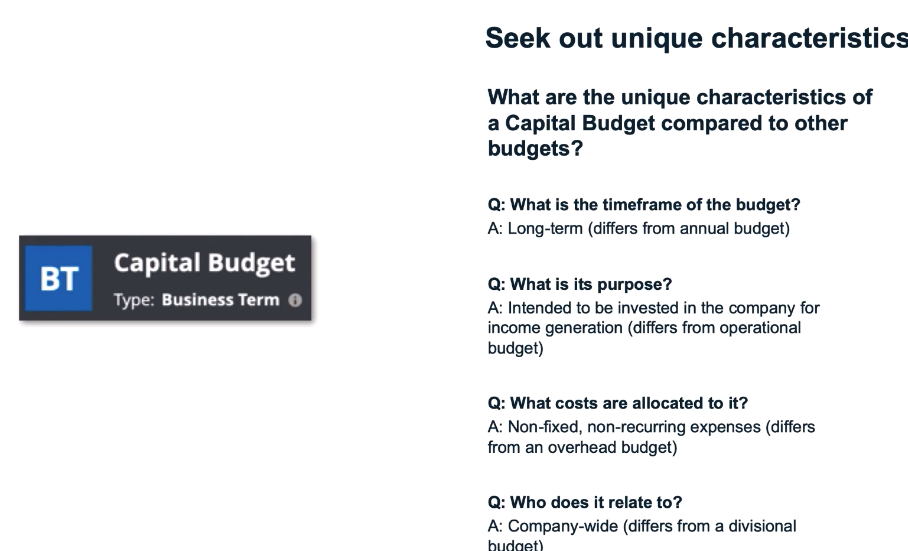 Seek out unique characteristics
What are the unique characteristics of
a Capital Budget compared to other
budgets?
Q: What is the timeframe of the budget?
A: Long-term (differs from annual budget)
BT
Capital Budget
Type: Business Term
Q: What is its purpose?
A: Intended to be invested in the company for
income generation (differs from operational
budget)
Q: What costs are allocated to it?
A: Non-fixed, non-recurring expenses (differs
from an overhead budget)
Q: Who does it relate to?
A: Company-wide (differs from a divisional
budget)